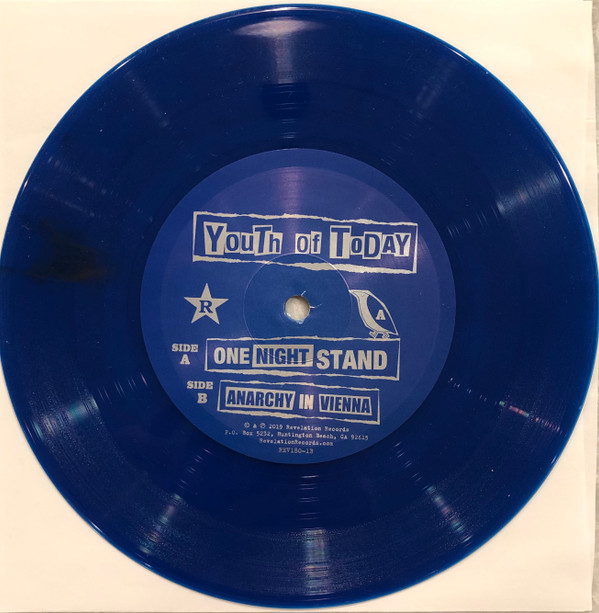 YOUTH OF TODAY
R
A
SIDE A
ONE NIGHT STAND
SIDE B
ANARCHY IN VIENNA
© & ℗ 2019 Revelation Records
P.O. Box 5232, Huntington Beach, CA 92615
RevelationRecords.com
REV180-1B